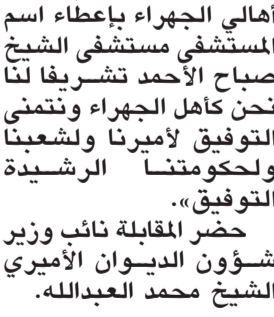 أهالي الجهراء بإعطاء اسم
المستشفى مستشفى الشيخ
صباح الأحمد تشريفا لنا
نحن كأهل الجهراء ونتمنى
التوفيق لأميرنا ولشعبنا
ولحكومتنا الرشيدة
التوفيق».
حضر المقابلة نائب وزير
شؤون الديوان الأميري
الشيخ محمد العبدالله.